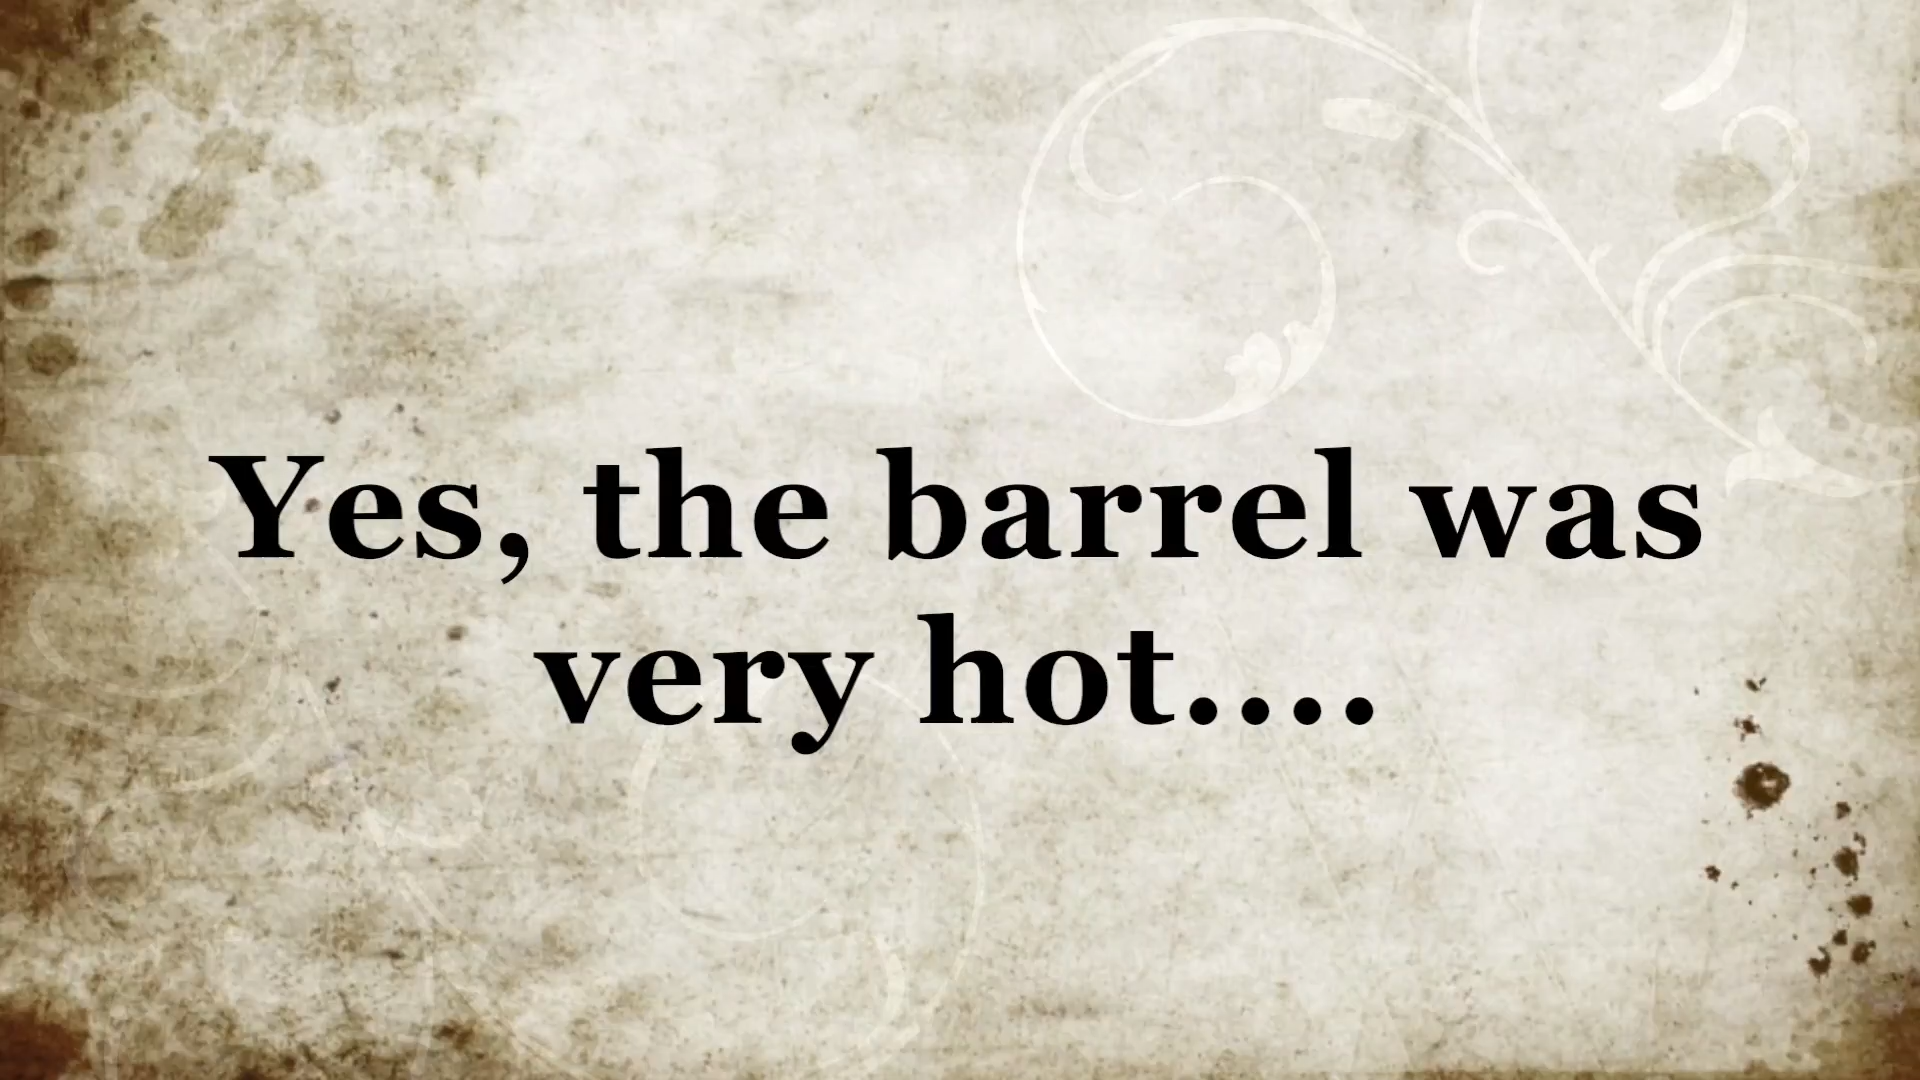 Yes, the barrel was
very hot....